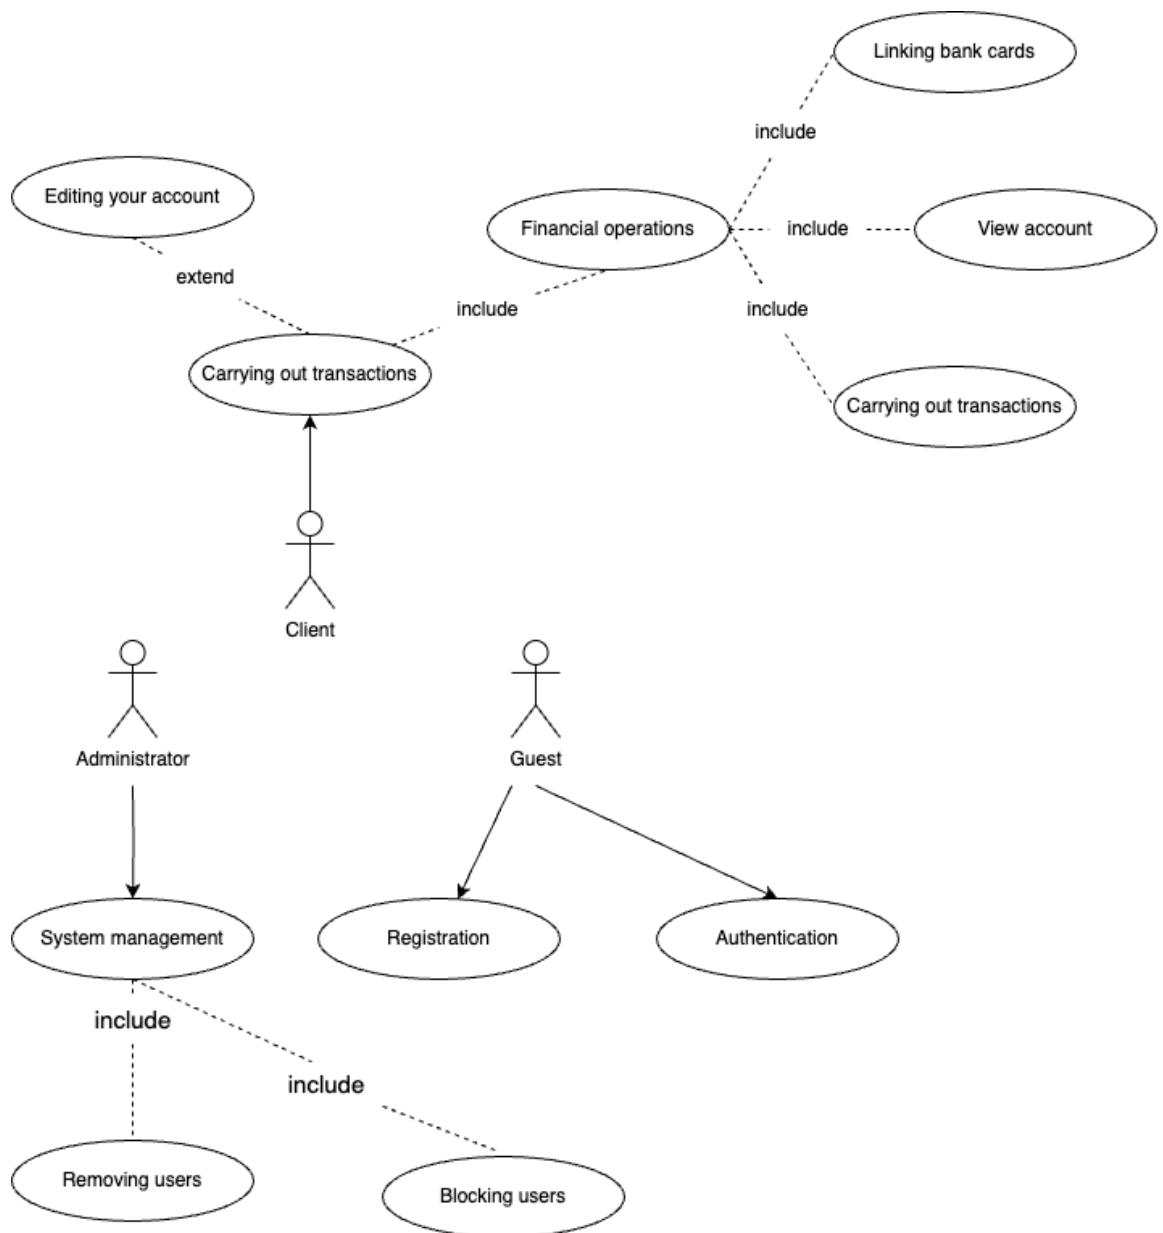 Linking bank cards
include
Editing your account
Financial operations
include
View account
extend
include
include
Carrying out transactions
Carrying out transactions
Client
Administrator
Guest
System management
Registration
Authentication
include
include
Removing users
Blocking users